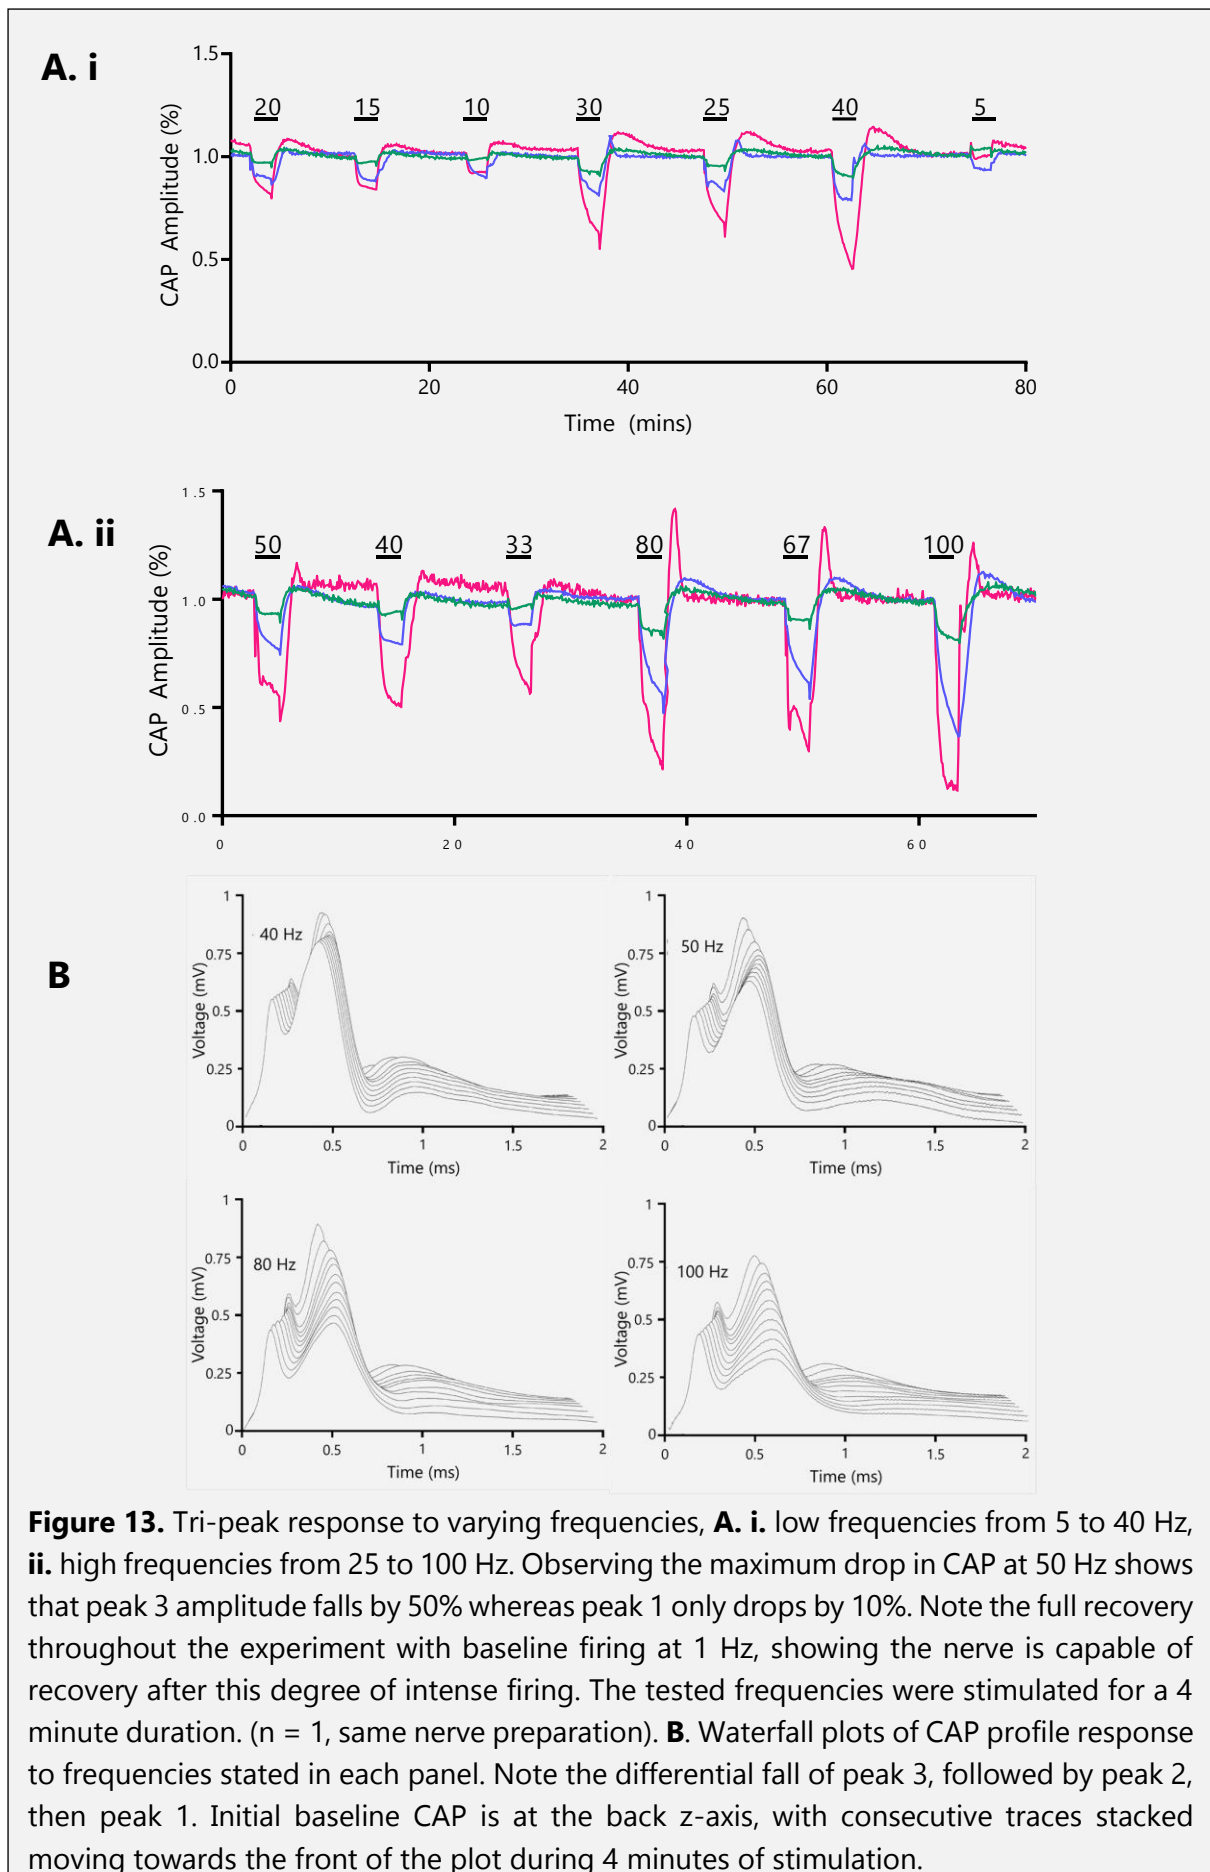 A. i
1.5
1.0
0.5
0.0
CAP Amplitude (%)
20 15 10 30 25 40 5
0 20 40 60 80
Time (mins)
A. ii
1.5
1.0
0.5
0.0
CAP Amplitude (%)
50 40 33 80 67 100
0 20 40 60
B
1
0.75
0.5
0.25
0
Voltage (mV)
40 Hz
0 0.5 1 1.5 2
Time (ms)
1
0.75
0.5
0.25
0
Voltage (mV)
50 Hz
0 0.5 1 1.5 2
Time (ms)
1
0.75
0.5
0.25
0
Voltage (mV)
80 Hz
0 0.5 1 1.5 2
Time (ms)
1
0.75
0.5
0.25
0
Voltage (mV)
100 Hz
0 0.5 1 1.5 2
Time (ms)
Figure 13. Tri-peak response to varying frequencies, A. i. low frequencies from 5 to 40 Hz,
ii. high frequencies from 25 to 100 Hz. Observing the maximum drop in CAP at 50 Hz shows
that peak 3 amplitude falls by 50% whereas peak 1 only drops by 10%. Note the full recovery
throughout the experiment with baseline firing at 1 Hz, showing the nerve is capable of
recovery after this degree of intense firing. The tested frequencies were stimulated for a 4
minute duration. (n = 1, same nerve preparation). B. Waterfall plots of CAP profile response
to frequencies stated in each panel. Note the differential fall of peak 3, followed by peak 2,
then peak 1. Initial baseline CAP is at the back z-axis, with consecutive traces stacked
moving towards the front of the plot during 4 minutes of stimulation.